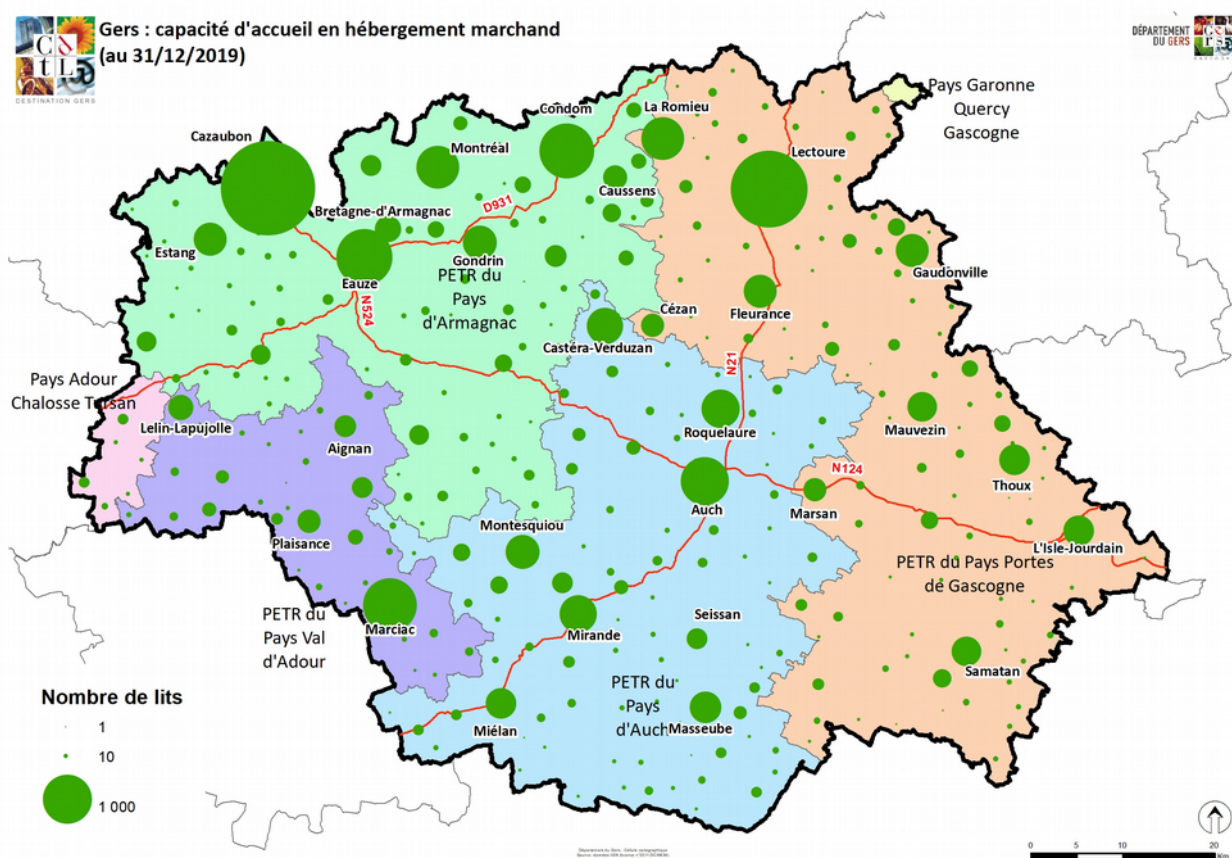 Gers : capacité d'accueil en hébergement marchand
(au 31/12/2019)
C & L
t @
DESTINATION GERS
DÉPARTEMENT
DU GERS
Pays Garonne
Quercy
Gascogne
Condom
La Romieu
Cazaubon
Montréal
Lectoure
Caussens
Bretagne-d'Armagnac
D931
Estang
Gondrin
Gaudonville
Eauze
PETR du
Pays
d'Armagnac
N524
Cézan
Fleurance
Castéra-Verduzan
N21
Pays Adour
Chalosse Tursan
Lelin-Lapujolle
Aignan
Roquelaure
Mauvezin
N124
Thoux
Auch
Marsan
Montesquiou
Plaisance
L'Isle-Jourdain
PETR du Pays Portes
de Gascogne
PETR du
Pays Val
d'Adour
Marciac
Mirande
Seissan
Samatan
PETR du
Pays
d'Auch
Masseube
Miélan
Nombre de lits
1
10
1 000
0 5 10 20